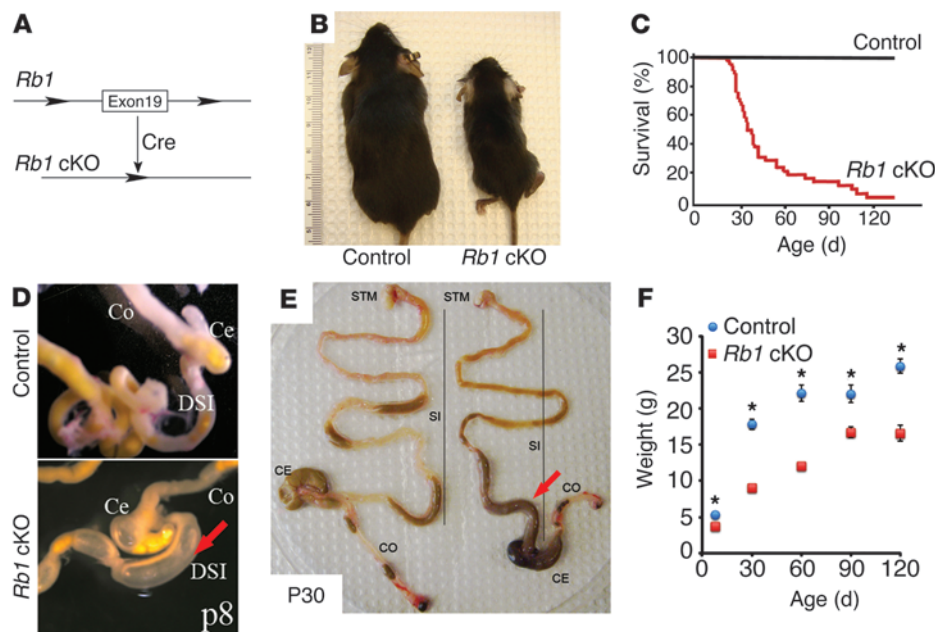 A
Rb1
Exon19
Cre
Rb1 cKO
B
Control
Rb1 cKO
C
Control
Rb1 cKO
Survival (%)
100
80
60
40
20
0
0
30
60
90
120
Age (d)
D
Control
Co
Ce
DSI
Rb1 cKO
Ce
Co
DSI
p8
E
STM
STM
SI
SI
CE
CO
CO
CE
P30
F
Control
Rb1 cKO
Weight (g)
30
25
20
15
10
5
0
*
*
*
*
*
0
30
60
90
120
Age (d)